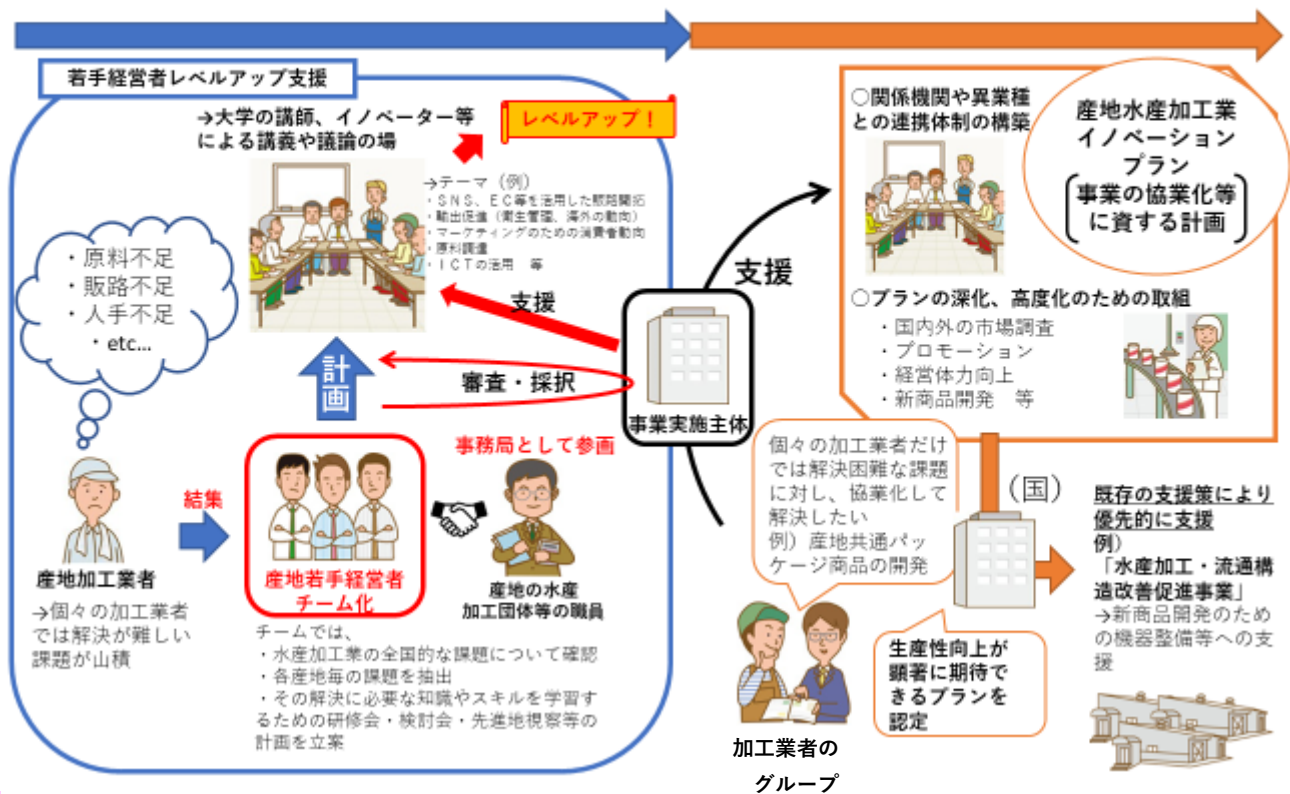 若手経営者レベルアップ支援
→大学の講師、イノベーター等
による講義や議論の場
レベルアップ！
→テーマ（例）
・ＳＮＳ、ＥＣ等を活用した販路開拓
・輸出促進（衛生管理、海外の動向）
・マーケティングのための消費者動向
・原料調達
・ＩＣＴの活用　等
・原料不足
・販路不足
・人手不足
・etc...
支援
計画
審査・採択
事業実施主体
産地加工業者
→個々の加工業者
では解決が難しい
課題が山積
結集
産地若手経営者
チーム化
事務局として参画
産地の水産
加工団体等の職員
チームでは、
・水産加工業の全国的な課題について確認
・各産地毎の課題を抽出
・その解決に必要な知識やスキルを学習す
るための研修会・検討会・先進地視察等の
計画を立案
支援
○関係機関や異業種
との連携体制の構築
産地水産加工業
イノベーション
プラン
事業の協業化等
に資する計画
○プランの深化、高度化のための取組
・国内外の市場調査
・プロモーション
・経営体力向上
・新商品開発　等
個々の加工業者だけ
では解決困難な課題
に対し、協業化して
解決したい
例）産地共通パッ
ケージ商品の開発
加工業者の
グループ
（国）
生産性向上が
顕著に期待で
きるプランを
認定
既存の支援策により
優先的に支援
例）
「水産加工・流通構
造改善促進事業」
→新商品開発のため
の機器整備等への支
援